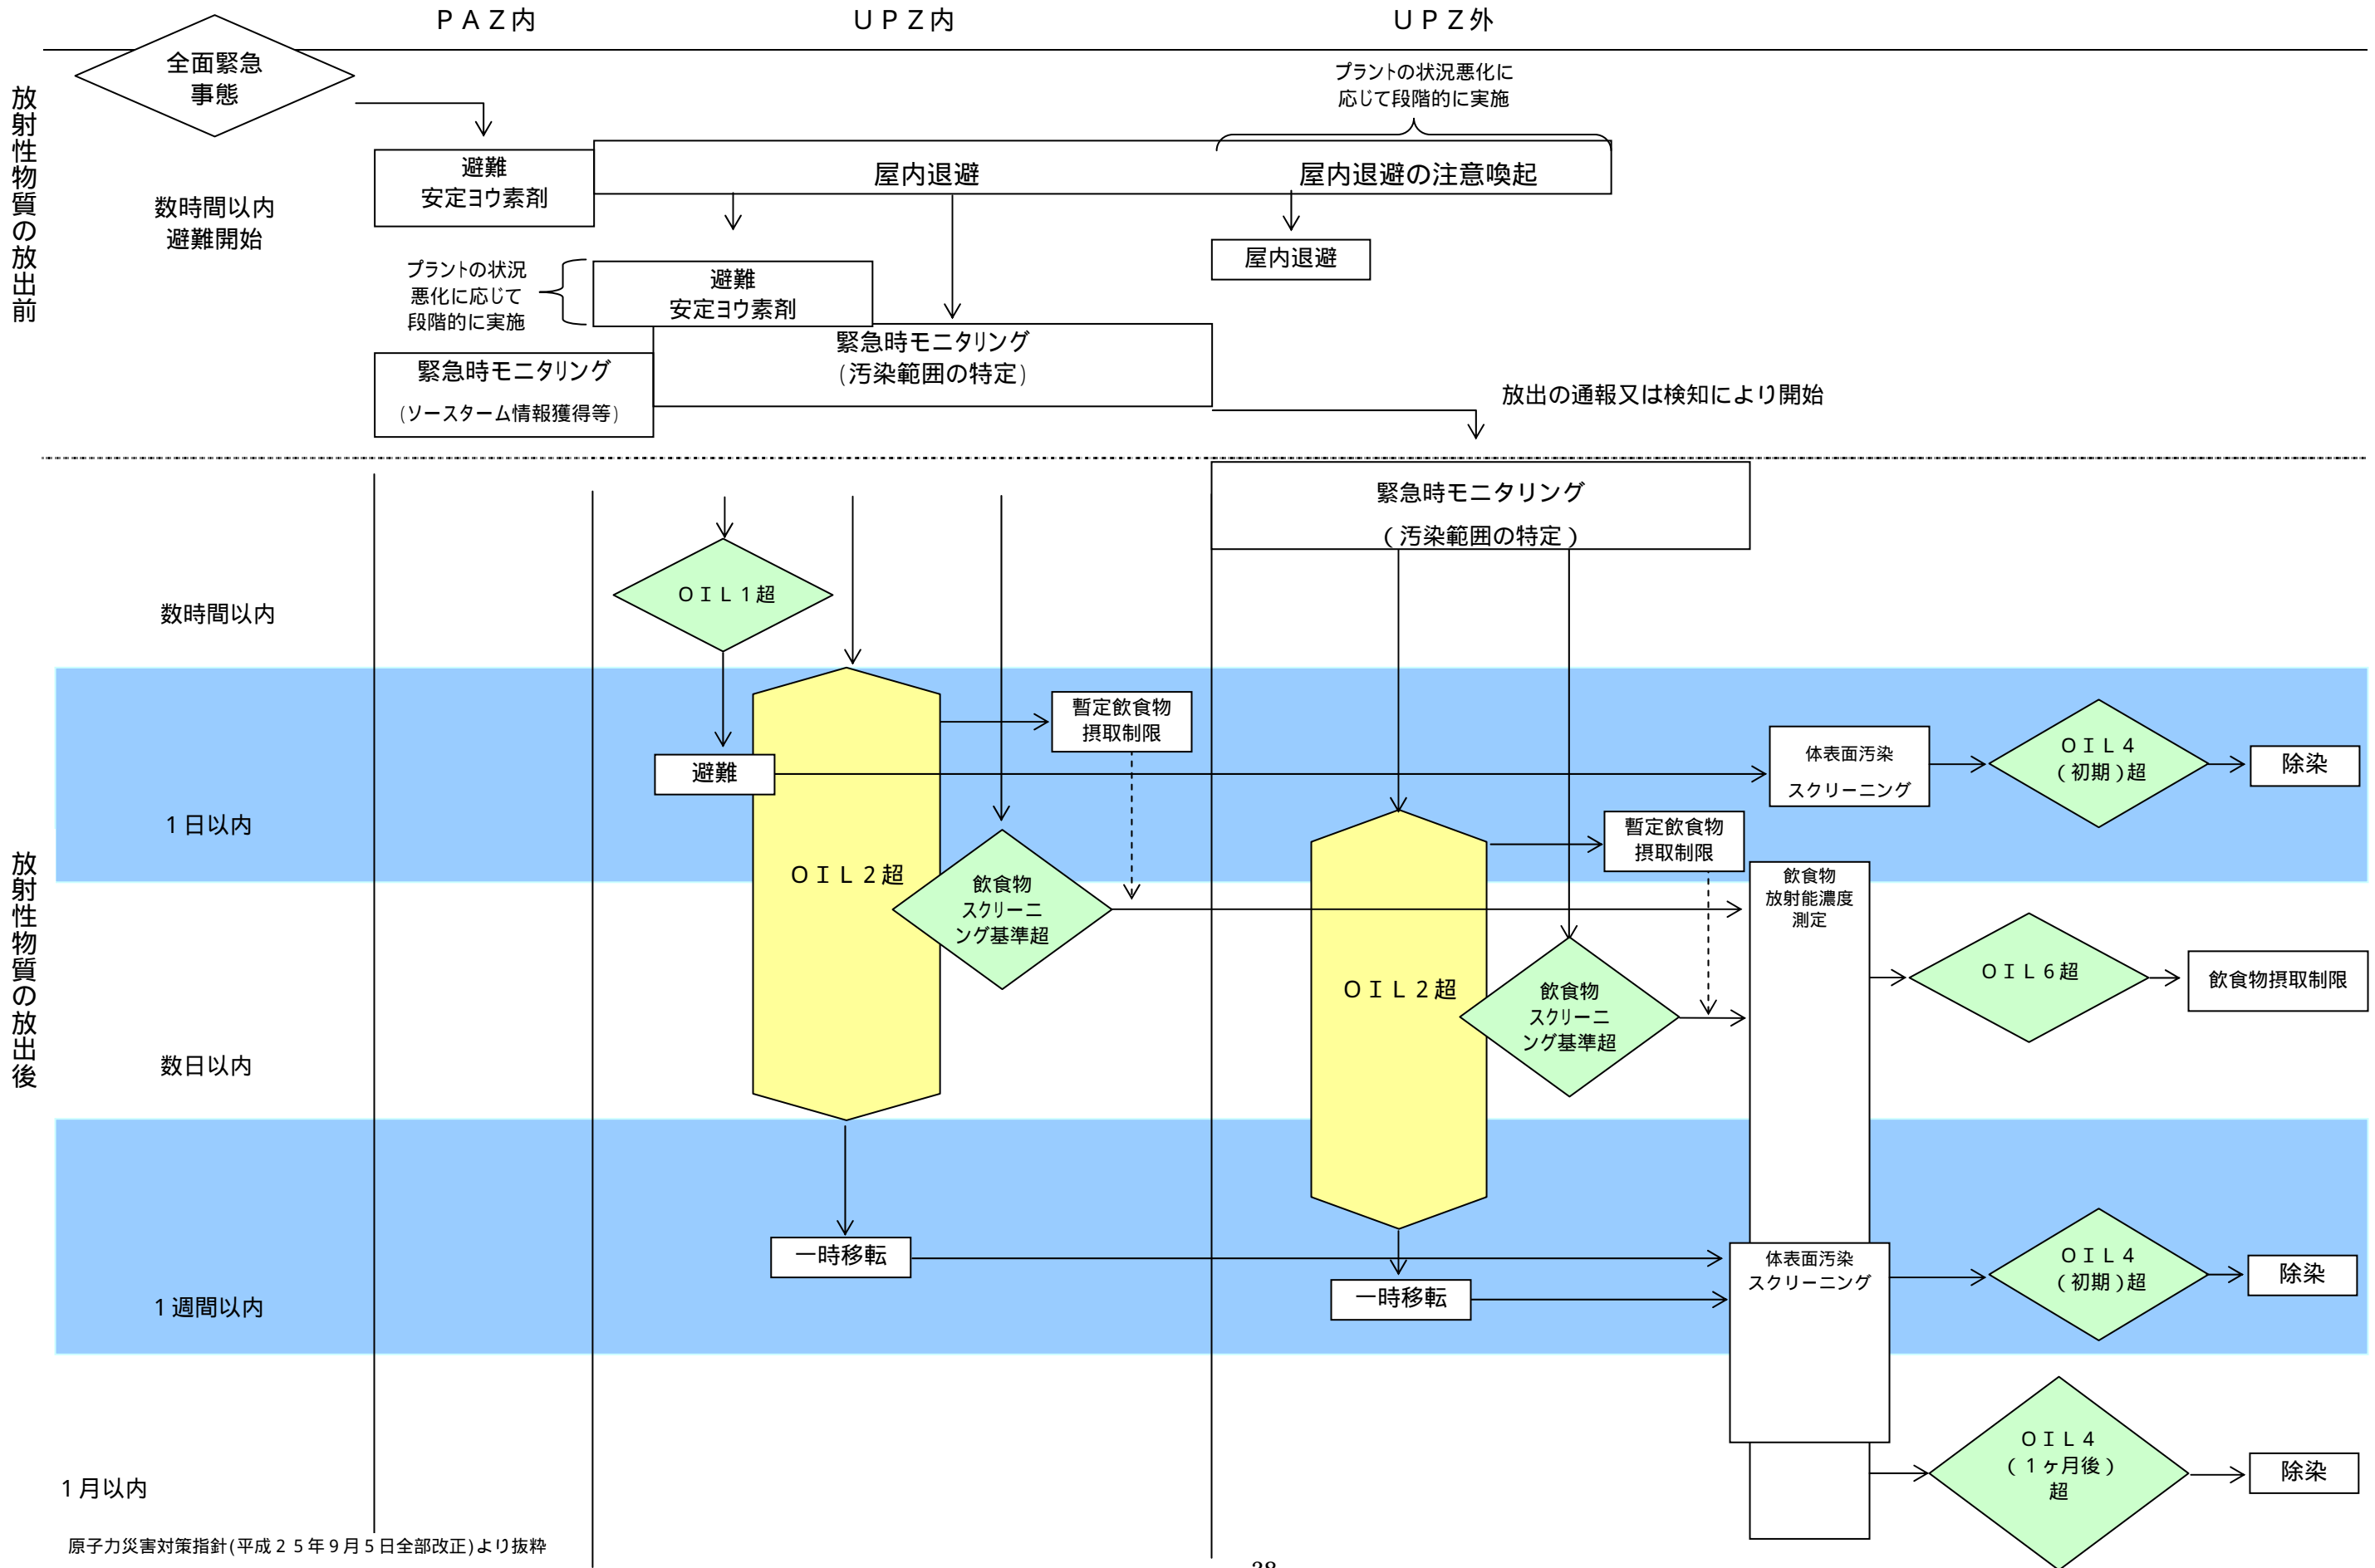 ＰＡＺ内
ＵＰＺ内
ＵＰＺ外
放射性物質の放出前
全面緊急
事態
プラントの状況悪化に
応じて段階的に実施
避難
安定ヨウ素剤
屋内退避
屋内退避の注意喚起
数時間以内
避難開始
屋内退避
プラントの状況
悪化に応じて
段階的に実施
避難
安定ヨウ素剤
緊急時モニタリング
(汚染範囲の特定)
緊急時モニタリング
(ソースターム情報獲得等)
放出の通報又は検知により開始
放射性物質の放出後
緊急時モニタリング
（汚染範囲の特定）
ＯＩＬ１超
数時間以内
暫定飲食物
摂取制限
避難
体表面汚染
スクリーニング
ＯＩＬ４
（初期）超
除染
１日以内
暫定飲食物
摂取制限
ＯＩＬ２超
飲食物
スクリーニ
ング基準超
飲食物
放射能濃度
測定
ＯＩＬ２超
飲食物
スクリーニ
ング基準超
ＯＩＬ６超
飲食物摂取制限
数日以内
一時移転
一時移転
体表面汚染
スクリーニング
ＯＩＬ４
（初期）超
除染
１週間以内
ＯＩＬ４
（１ヶ月後）
超
除染
１月以内
原子力災害対策指針(平成２５年９月５日全部改正)より抜粋